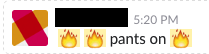 5:20 PM
🔥 🔥 pants on 🔥